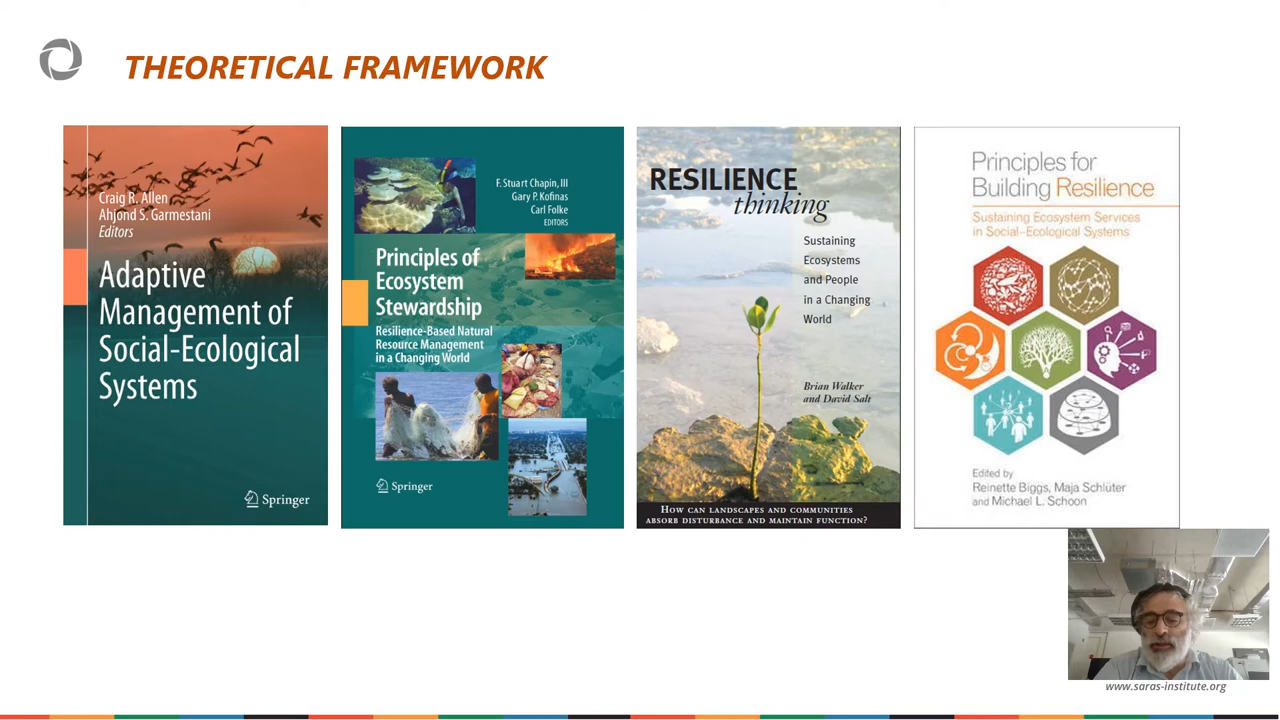 THEORETICAL FRAMEWORK
Craig R. Allen
Ahjond S. Garmestani
Editors
Adaptive
Management of
Social-Ecological
Systems
Springer
F. Stuart Chapin, III
Gary P. Kofinas
Carl Folke
EDITORS
Principles of
Ecosystem
Stewardship
Resilience-Based Natural
Resource Management
in a Changing World
Springer
RESILIENCE
thinking
Sustaining
Ecosystems
and People
in a Changing
World
Brian Walker
and David Salt
HOW CAN LANDSCAPES AND COMMUNITIES
ABSORB DISTURBANCE AND MAINTAIN FUNCTION?
Principles for
Building Resilience
Sustaining Ecosystem Services
in Social–Ecological Systems
Edited by
Reinette Biggs, Maja Schlüter
and Michael L. Schoon
www.saras-institute.org